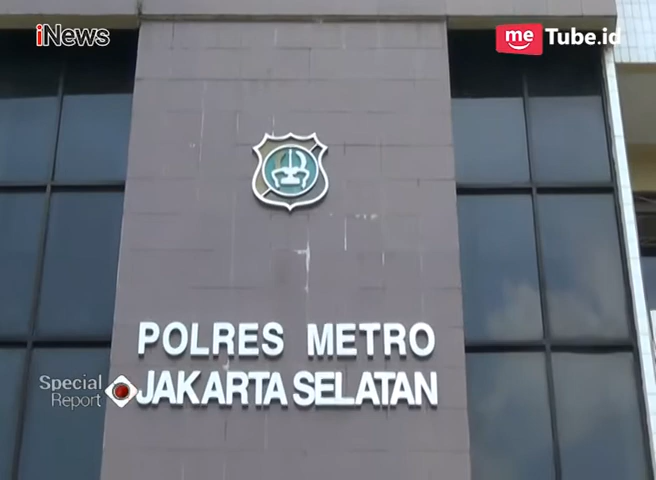 iNews
me Tube.id
POLRES METRO
JAKARTA SELATAN
Special
Report